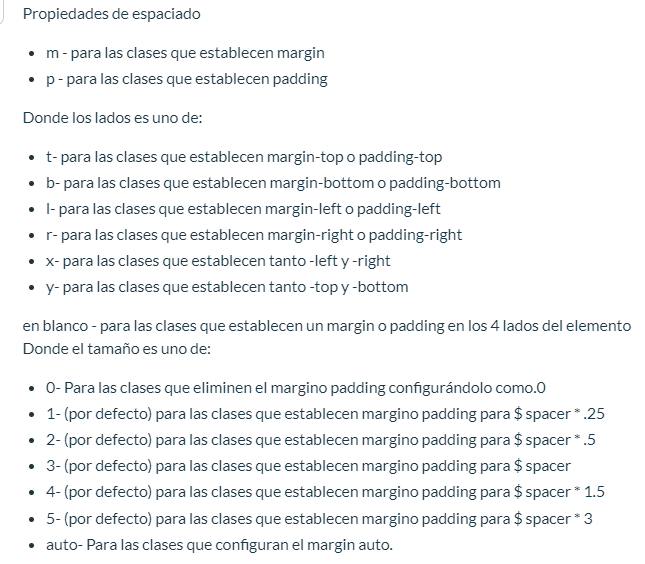 Propiedades de espaciado
• m - para las clases que establecen margin
• p - para las clases que establecen padding
Donde los lados es uno de:
• t- para las clases que establecen margin-top o padding-top
• b- para las clases que establecen margin-bottom o padding-bottom
• l- para las clases que establecen margin-left o padding-left
• r- para las clases que establecen margin-right o padding-right
• x- para las clases que establecen tanto -left y -right
• y- para las clases que establecen tanto -top y -bottom
en blanco - para las clases que establecen un margin o padding en los 4 lados del elemento
Donde el tamaño es uno de:
• 0- Para las clases que eliminen el margino padding configurándolo como.0
• 1- (por defecto) para las clases que establecen margino padding para $ spacer * .25
• 2- (por defecto) para las clases que establecen margino padding para $ spacer * .5
• 3- (por defecto) para las clases que establecen margino padding para $ spacer
• 4- (por defecto) para las clases que establecen margino padding para $ spacer * 1.5
• 5- (por defecto) para las clases que establecen margino padding para $ spacer * 3
• auto- Para las clases que configuran el margin auto.